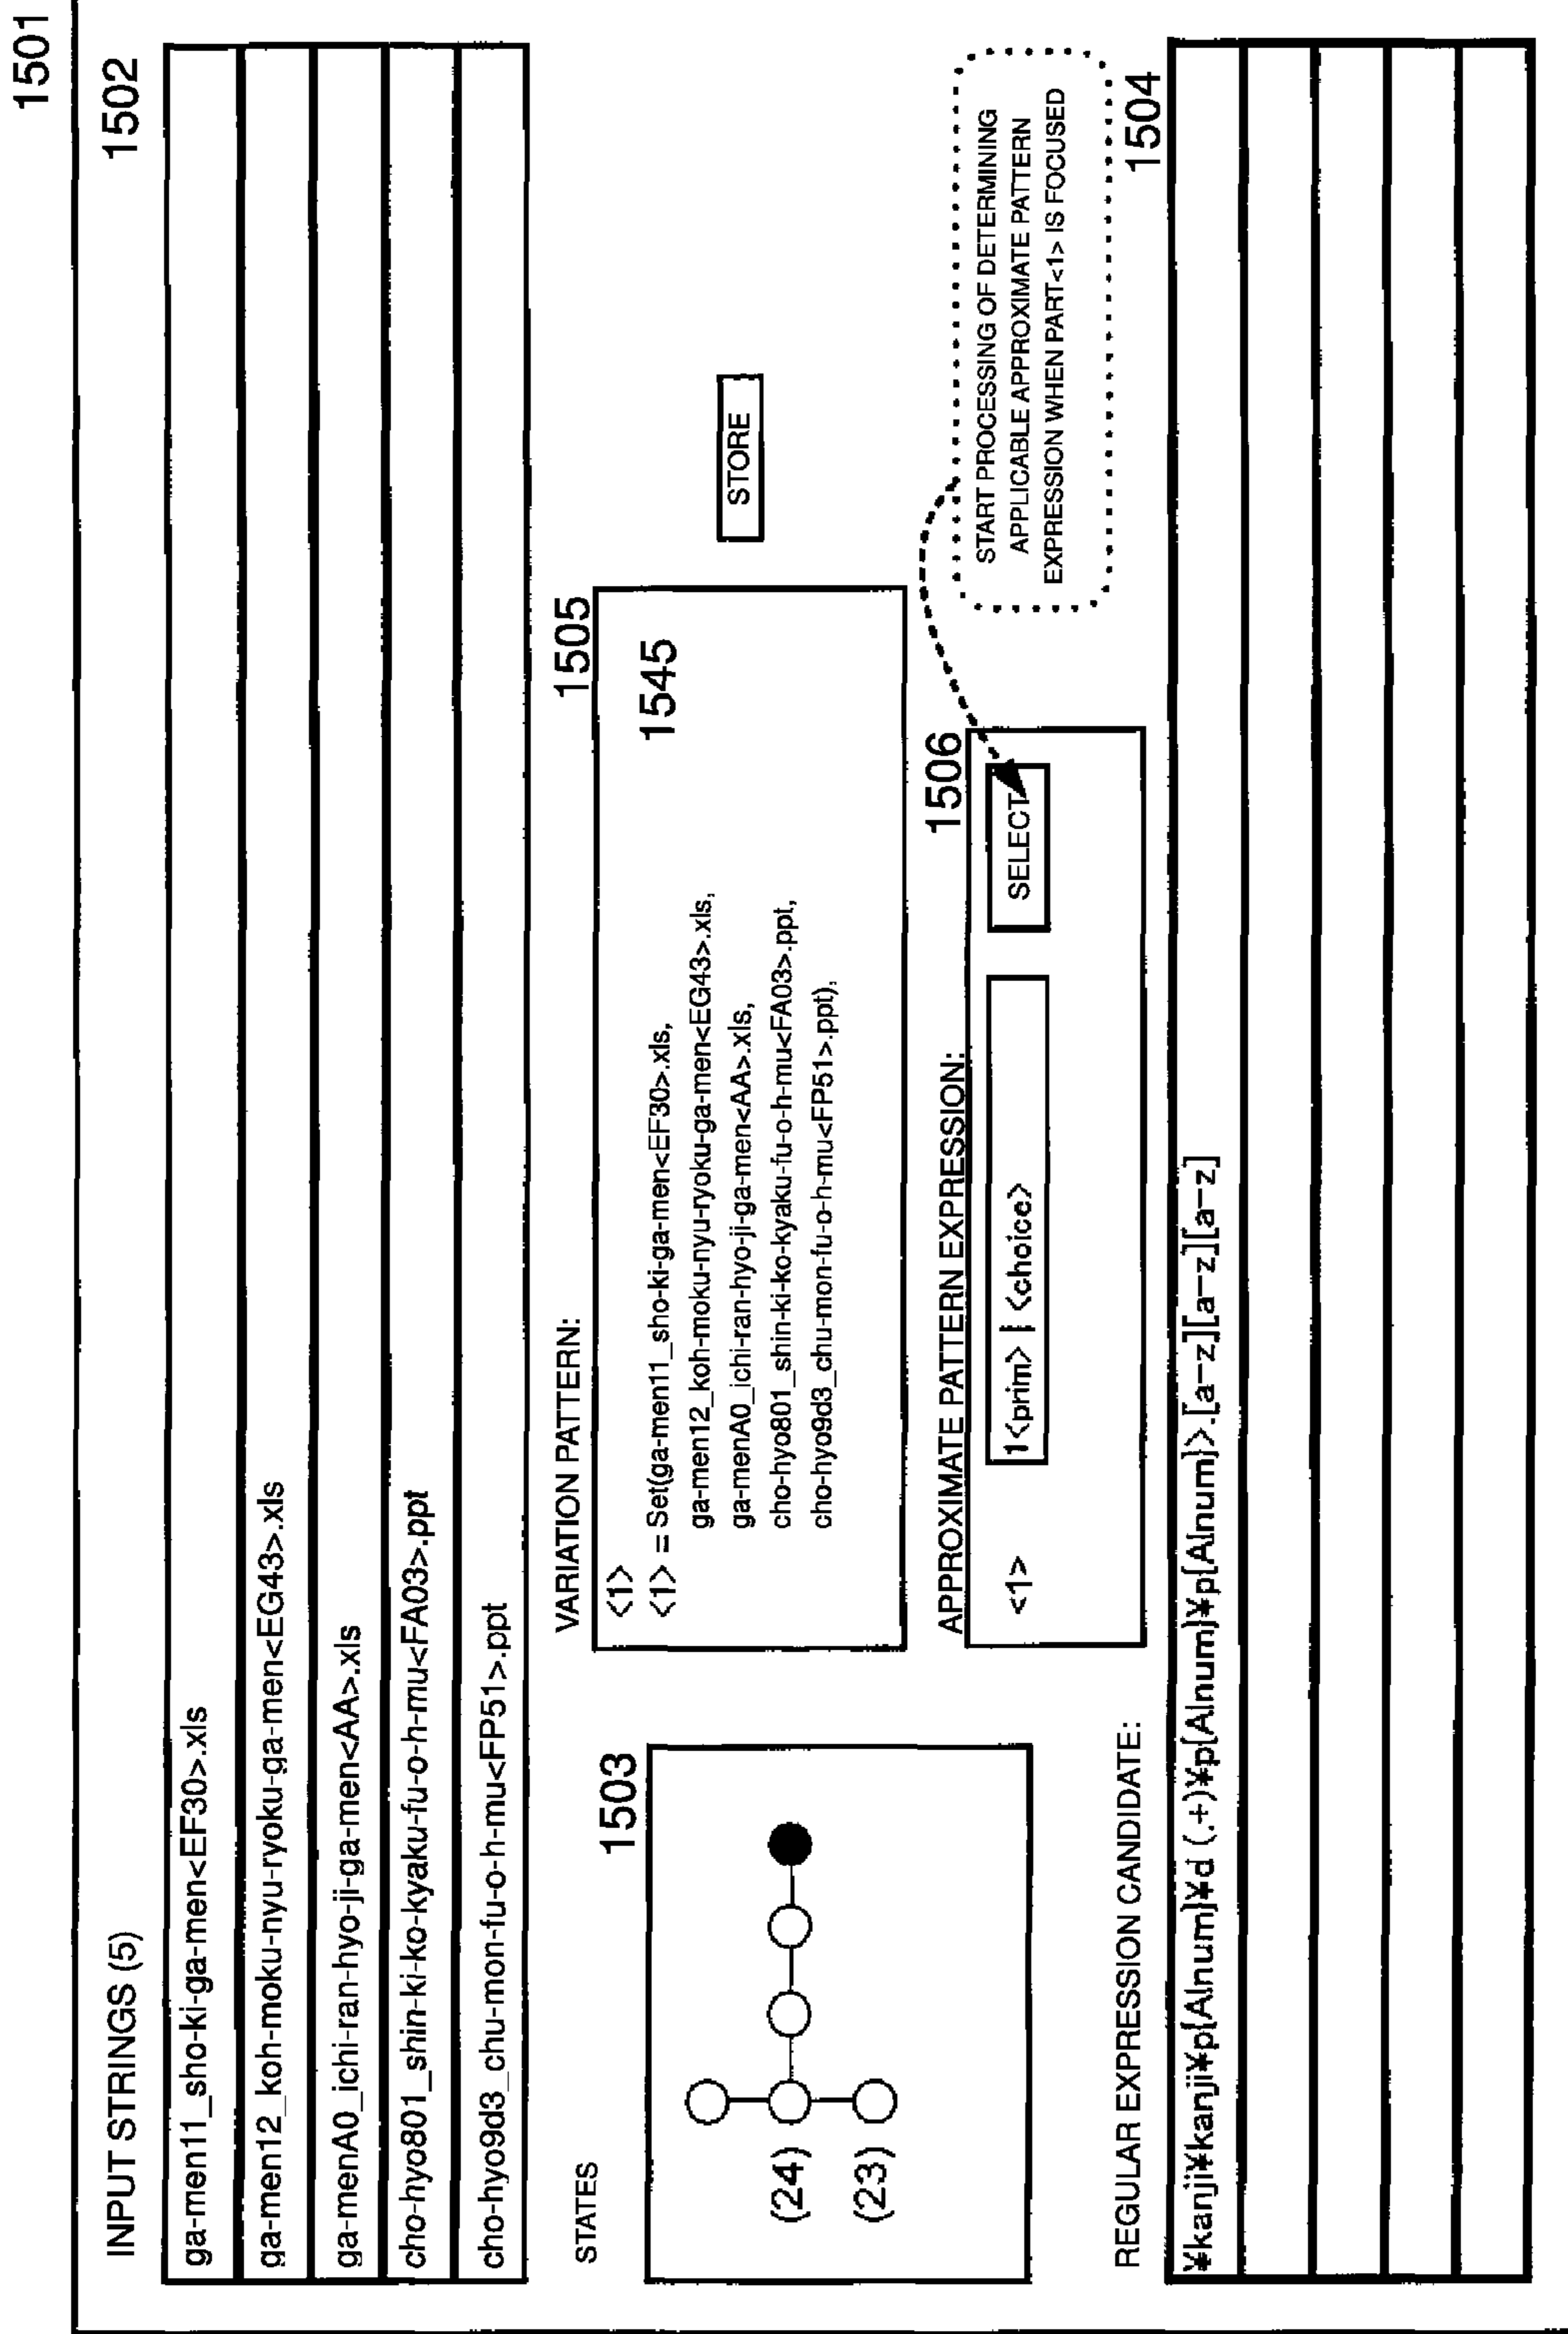 1501
1502
INPUT STRINGS (5)
ga-men11_sho-ki-ga-men<EF30>.xls
ga-men12_koh-moku-nyu-ryoku-ga-men<EG43>.xls
ga-menA0_ichi-ran-hyo-ji-ga-men<AA>.xls
cho-hyo801_shin-ki-ko-kyaku-fu-o-h-mu<FA03>.ppt
cho-hyo9d3_chu-mon-fu-o-h-mu<FP51>.ppt
STATES
1503
(24)
(23)
VARIATION PATTERN:
1505
<1>
1545
<1> = Set(ga-men11_sho-ki-ga-men<EF30>.xls,
ga-men12_koh-moku-nyu-ryoku-ga-men<EG43>.xls,
ga-menA0_ichi-ran-hyo-ji-ga-men<AA>.xls,
cho-hyo801_shin-ki-ko-kyaku-fu-o-h-mu<FA03>.ppt,
cho-hyo9d3_chu-mon-fu-o-h-mu<FP51>.ppt),
STORE
APPROXIMATE PATTERN EXPRESSION:
1506
<1>
1<prim> | <choice>
SELECT
START PROCESSING OF DETERMINING
APPLICABLE APPROXIMATE PATTERN
EXPRESSION WHEN PART<1> IS FOCUSED
REGULAR EXPRESSION CANDIDATE:
1504
¥kanji¥kanji¥p{Alnum}¥d (.+)¥p{Alnum}¥p{Alnum}>.[a-z][a-z][a-z]